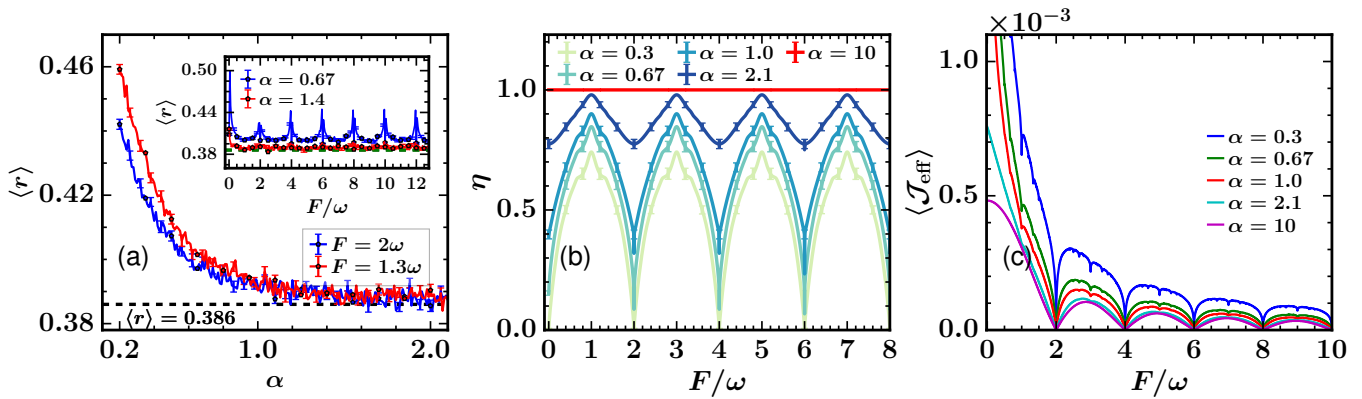 (a)
⟨r⟩
0.46
0.42
0.38
0.2
1.0
2.0
α
F = 2ω
F = 1.3ω
⟨r⟩ = 0.386
⟨r⟩
0.50
0.44
0.38
0 2 4 6 8 10 12
F/ω
α = 0.67
α = 1.4
(b)
η
1.0
0.5
0.0
0 1 2 3 4 5 6 7 8
F/ω
α = 0.3
α = 0.67
α = 1.0
α = 2.1
α = 10
(c)
×10⁻³
⟨𝒥eff⟩
1.0
0.5
0.0
0 2 4 6 8 10
F/ω
α = 0.3
α = 0.67
α = 1.0
α = 2.1
α = 10